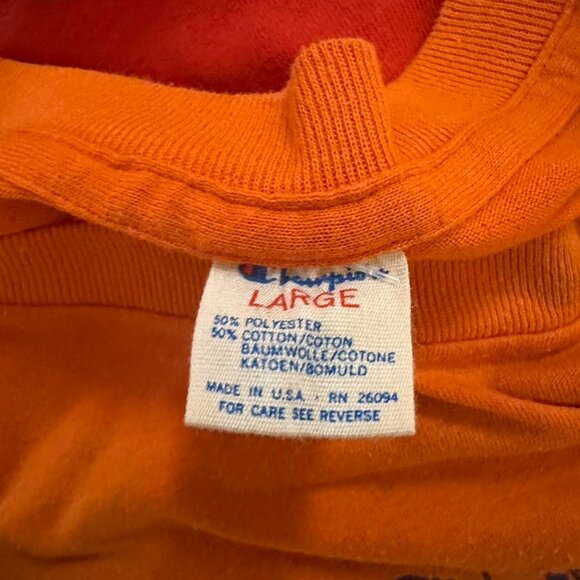 Champion
LARGE
50% POLYESTER
50% COTTON/COTON
BAUMWOLLE/COTONE
KATOEN/BOMULD
MADE IN U.S.A. • RN 26094
FOR CARE SEE REVERSE